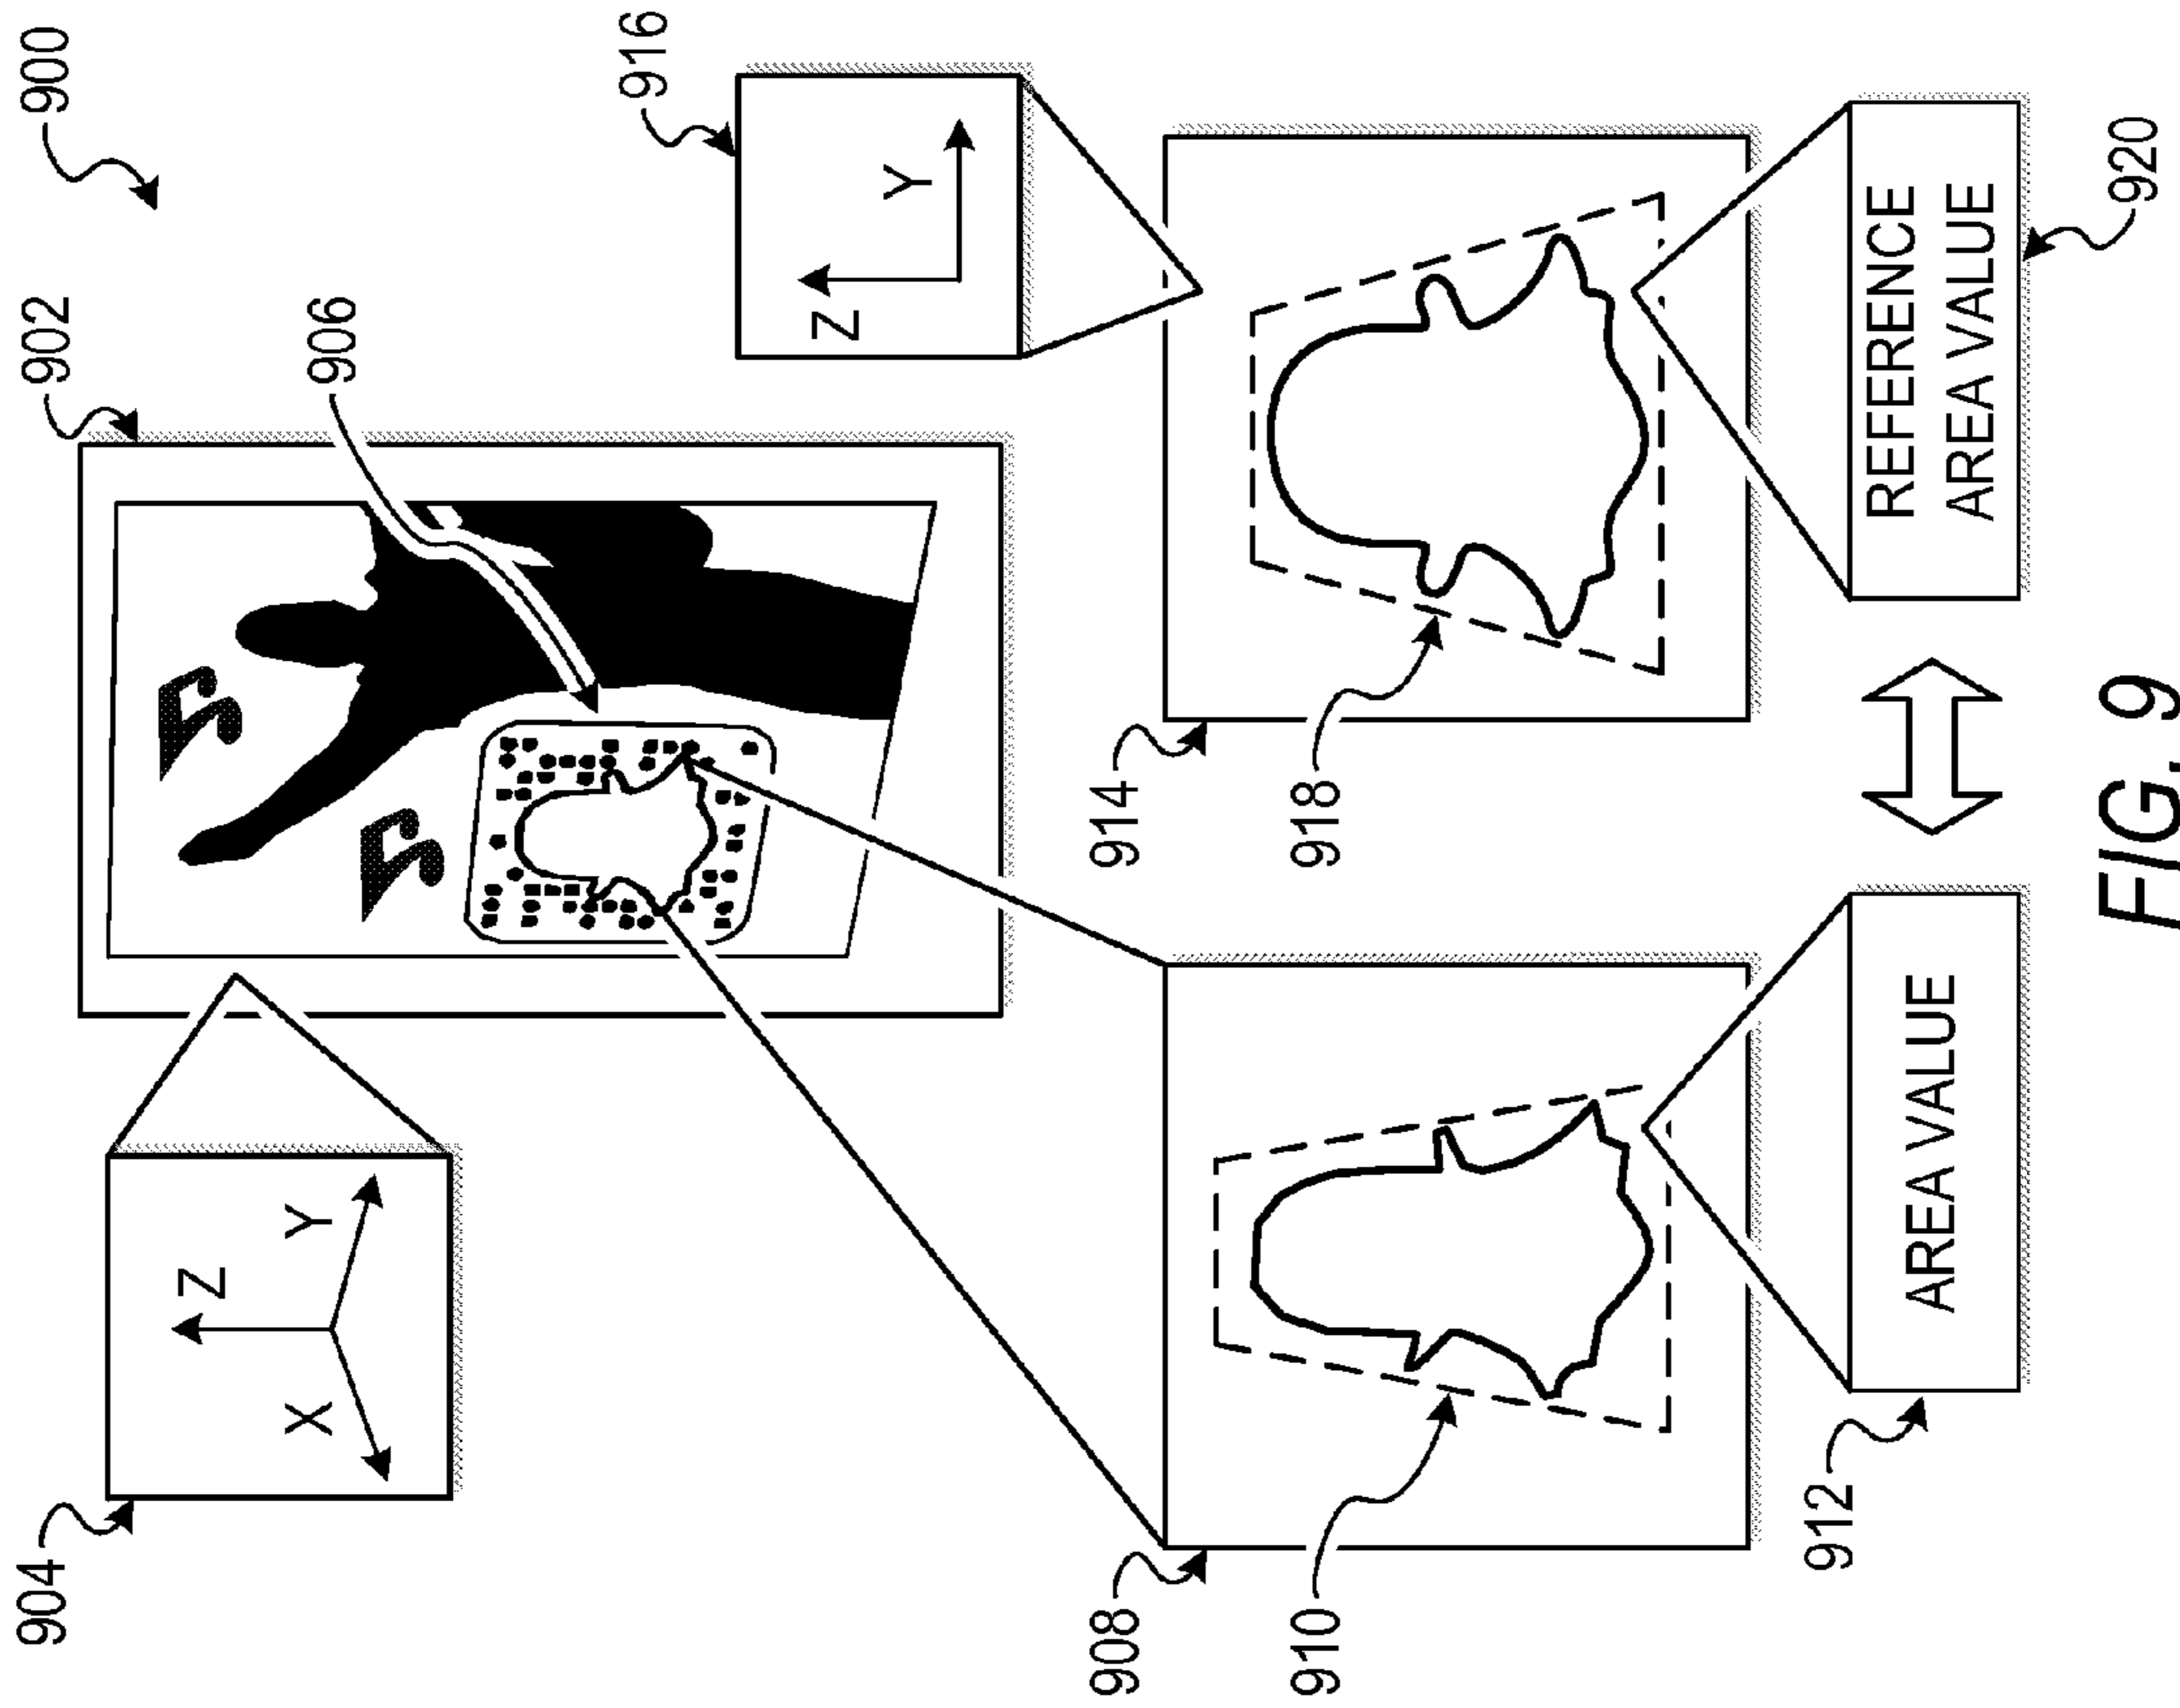 904
902
900
Z
X
Y
906
916
Z
Y
908
914
910
918
912
AREA VALUE
REFERENCE
AREA VALUE
920
FIG. 9